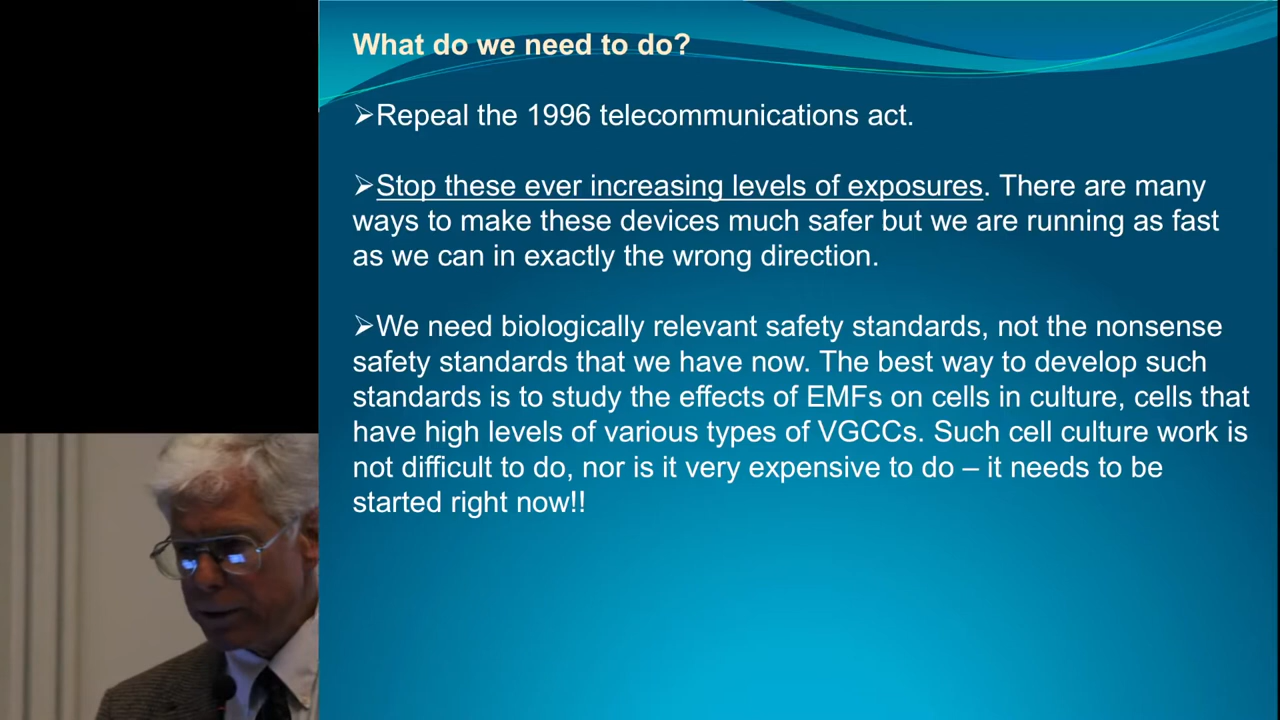 What do we need to do?
➢Repeal the 1996 telecommunications act.
➢Stop these ever increasing levels of exposures. There are many
ways to make these devices much safer but we are running as fast
as we can in exactly the wrong direction.
➢We need biologically relevant safety standards, not the nonsense
safety standards that we have now. The best way to develop such
standards is to study the effects of EMFs on cells in culture, cells that
have high levels of various types of VGCCs. Such cell culture work is
not difficult to do, nor is it very expensive to do – it needs to be
started right now!!